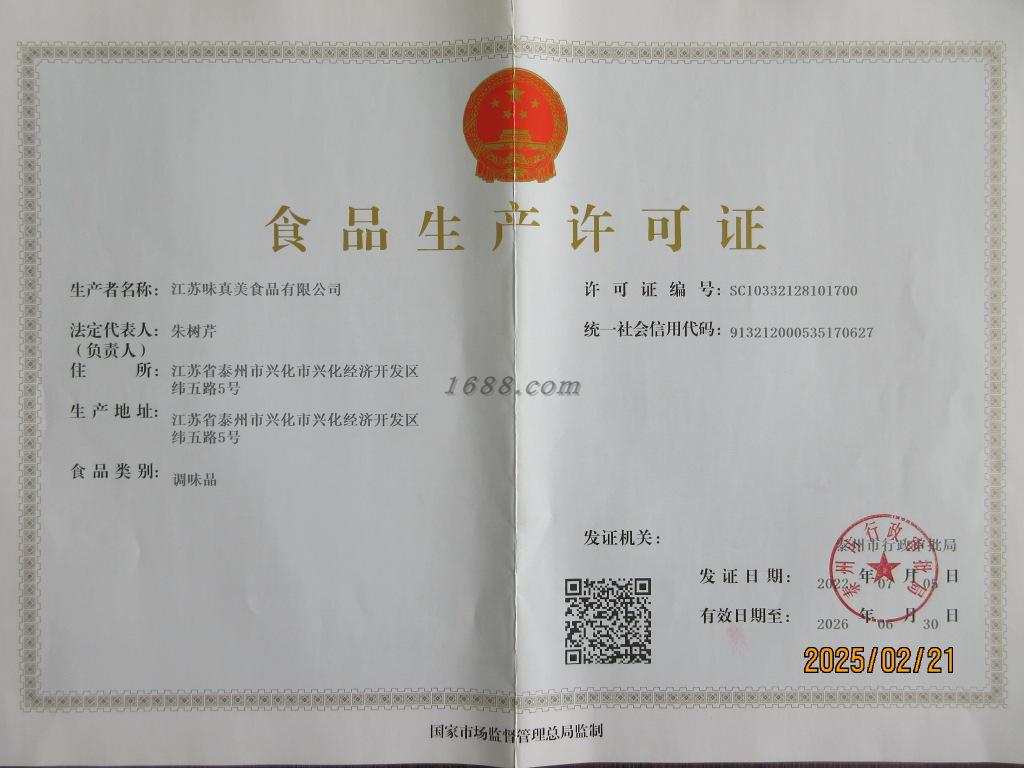 食品生产许可证
生产者名称：江苏味真美食品有限公司
许可证编号：SC10332128101700
法定代表人：朱树芹
（负责人）
统一社会信用代码：913212000535170627
住所：江苏省泰州市兴化市兴化经济开发区
纬五路5号
1688.com
生产地址：江苏省泰州市兴化市兴化经济开发区
纬五路5号
食品类别：调味品
发证机关：泰州市行政审批局
泰州市行政审批局
发证日期：2022年07月05日
有效日期至：2026年06月30日
2025/02/21
国家市场监督管理总局监制